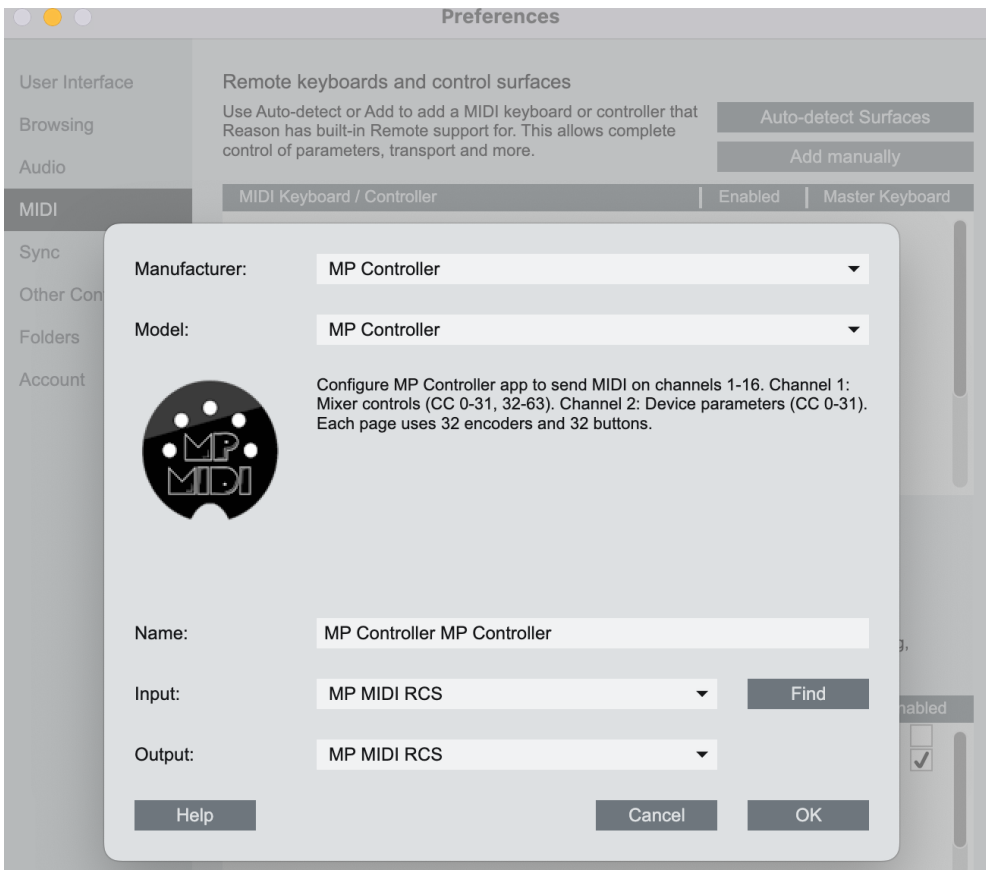 Preferences
User Interface
Browsing
Audio
MIDI
Sync
Other Con
Folders
Account
Remote keyboards and control surfaces
Use Auto-detect or Add to add a MIDI keyboard or controller that
Reason has built-in Remote support for. This allows complete
control of parameters, transport and more.
Auto-detect Surfaces
Add manually
MIDI Keyboard / Controller
Enabled
Master Keyboard
Manufacturer:
MP Controller
Model:
MP Controller
MP
MIDI
Configure MP Controller app to send MIDI on channels 1-16. Channel 1:
Mixer controls (CC 0-31, 32-63). Channel 2: Device parameters (CC 0-31).
Each page uses 32 encoders and 32 buttons.
Name:
MP Controller MP Controller
Input:
MP MIDI RCS
Find
Output:
MP MIDI RCS
Help
Cancel
OK